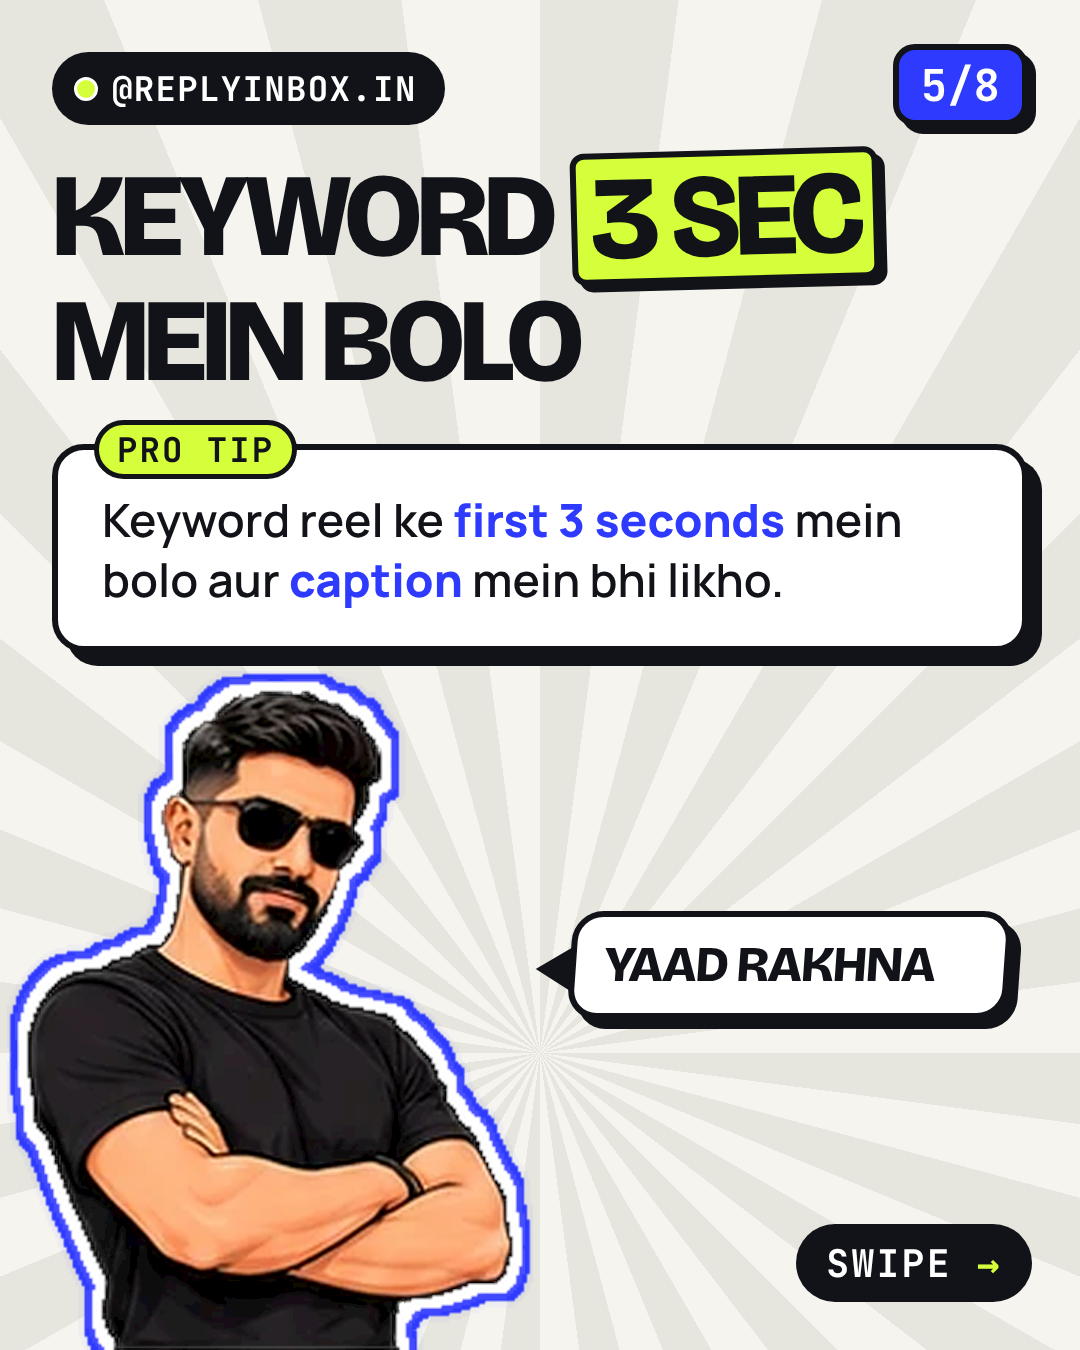 @REPLYINBOX.IN
5/8
KEYWORD 3 SEC
MEIN BOLO
PRO TIP
Keyword reel ke first 3 seconds mein
bolo aur caption mein bhi likho.
YAAD RAKHNA
SWIPE →